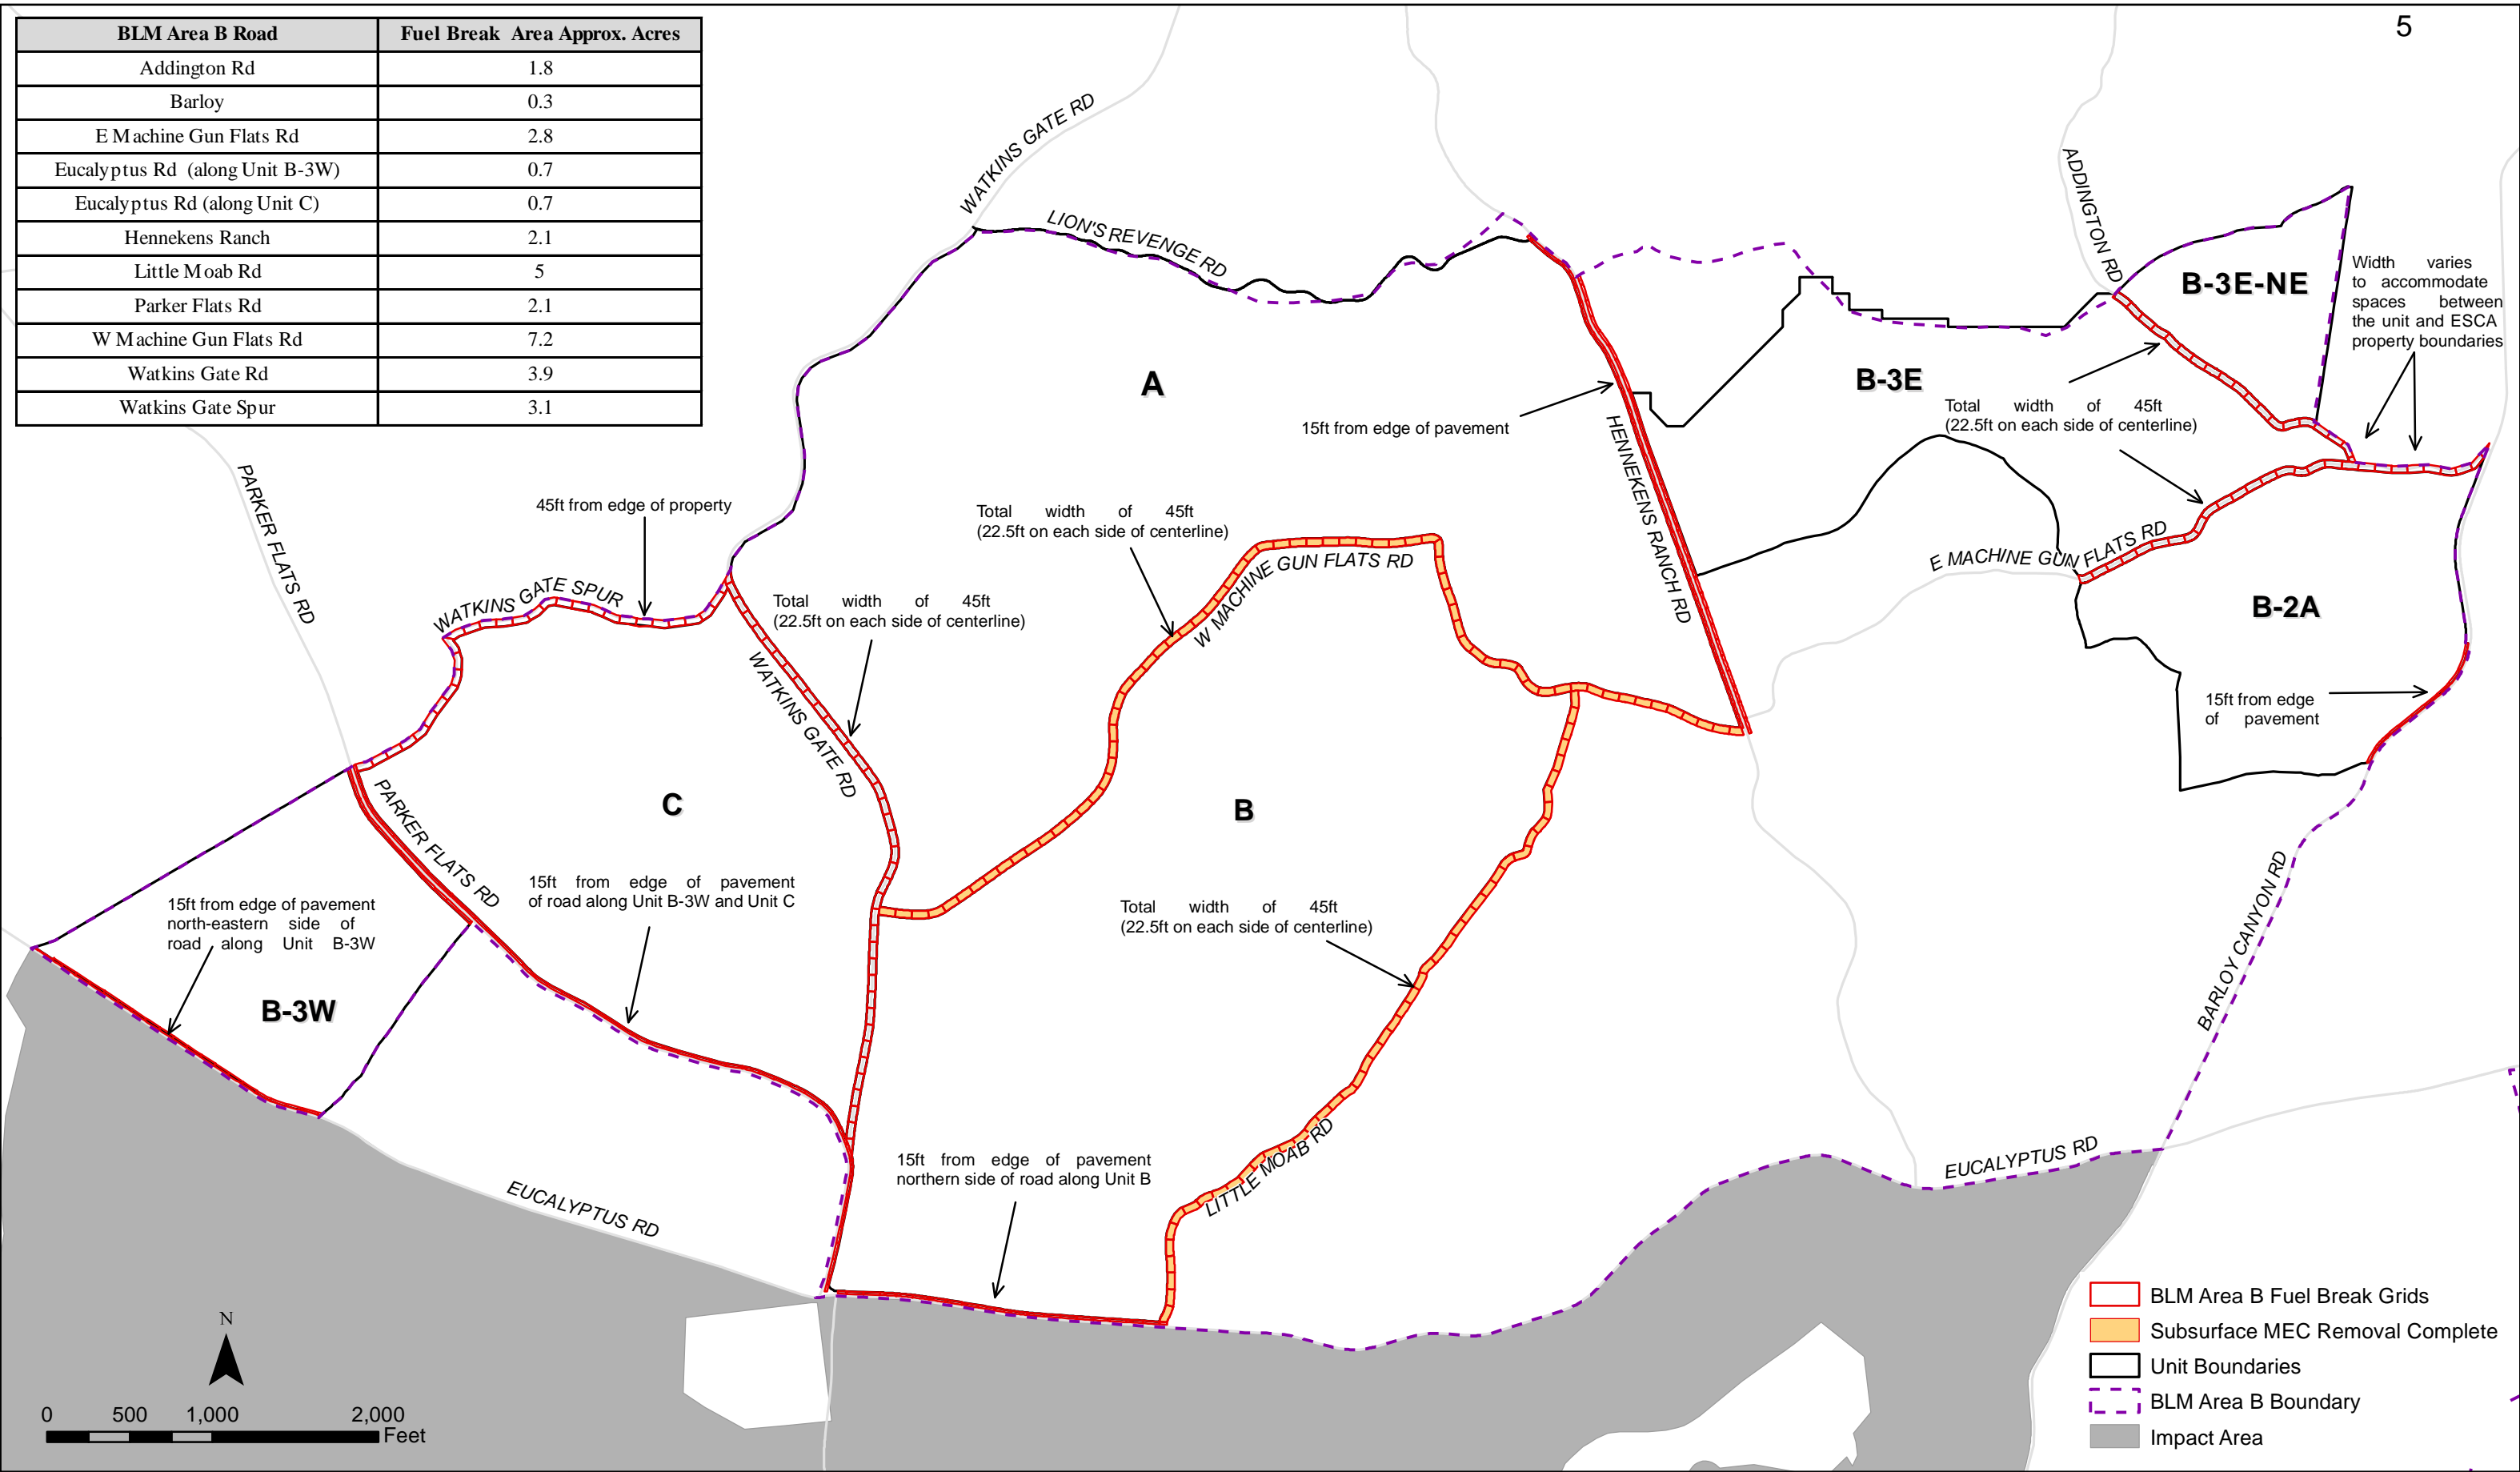 5
BLM Area B Road Fuel Break Area Approx. Acres
Addington Rd 1.8
Barloy 0.3
E Machine Gun Flats Rd 2.8
Eucalyptus Rd (along Unit B-3W) 0.7
Eucalyptus Rd (along Unit C) 0.7
Hennekens Ranch 2.1
Little Moab Rd 5
Parker Flats Rd 2.1
W Machine Gun Flats Rd 7.2
Watkins Gate Rd 3.9
Watkins Gate Spur 3.1
WATKINS GATE RD
LION'S REVENGE RD
ADDINGTON RD
B-3E-NE
Width varies
to accommodate
spaces between
the unit and ESCA
property boundaries
A
B-3E
15ft from edge of pavement
Total width of 45ft
(22.5ft on each side of centerline)
HENNEKENS RANCH RD
PARKER FLATS RD
45ft from edge of property
Total width of 45ft
(22.5ft on each side of centerline)
W MACHINE GUN FLATS RD
E MACHINE GUN FLATS RD
WATKINS GATE SPUR
Total width of 45ft
(22.5ft on each side of centerline)
B-2A
WATKINS GATE RD
15ft from edge
of pavement
C
B
PARKER FLATS RD
15ft from edge of pavement
of road along Unit B-3W and Unit C
15ft from edge of pavement
north-eastern side of
road along Unit B-3W
B-3W
Total width of 45ft
(22.5ft on each side of centerline)
BARLOY CANYON RD
LITTLE MOAB RD
15ft from edge of pavement
northern side of road along Unit B
EUCALYPTUS RD
EUCALYPTUS RD
N
0 500 1,000 2,000
Feet
BLM Area B Fuel Break Grids
Subsurface MEC Removal Complete
Unit Boundaries
BLM Area B Boundary
Impact Area